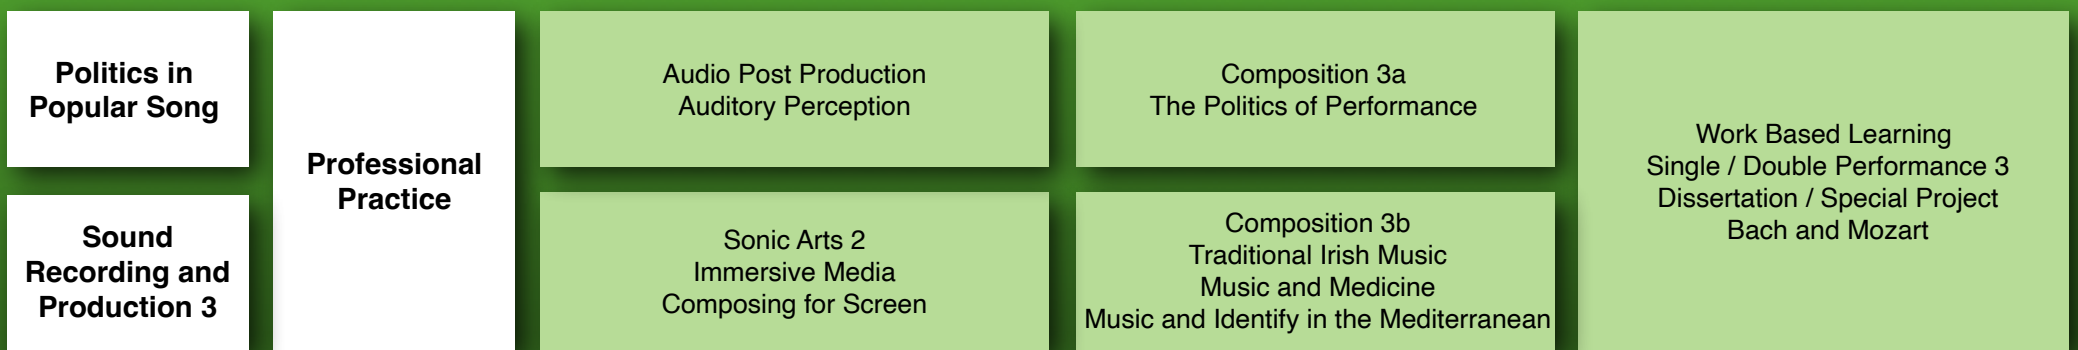 Politics in
Popular Song
Sound
Recording and
Production 3
Professional
Practice
Audio Post Production
Auditory Perception
Sonic Arts 2
Immersive Media
Composing for Screen
Composition 3a
The Politics of Performance
Composition 3b
Traditional Irish Music
Music and Medicine
Music and Identify in the Mediterranean
Work Based Learning
Single / Double Performance 3
Dissertation / Special Project
Bach and Mozart